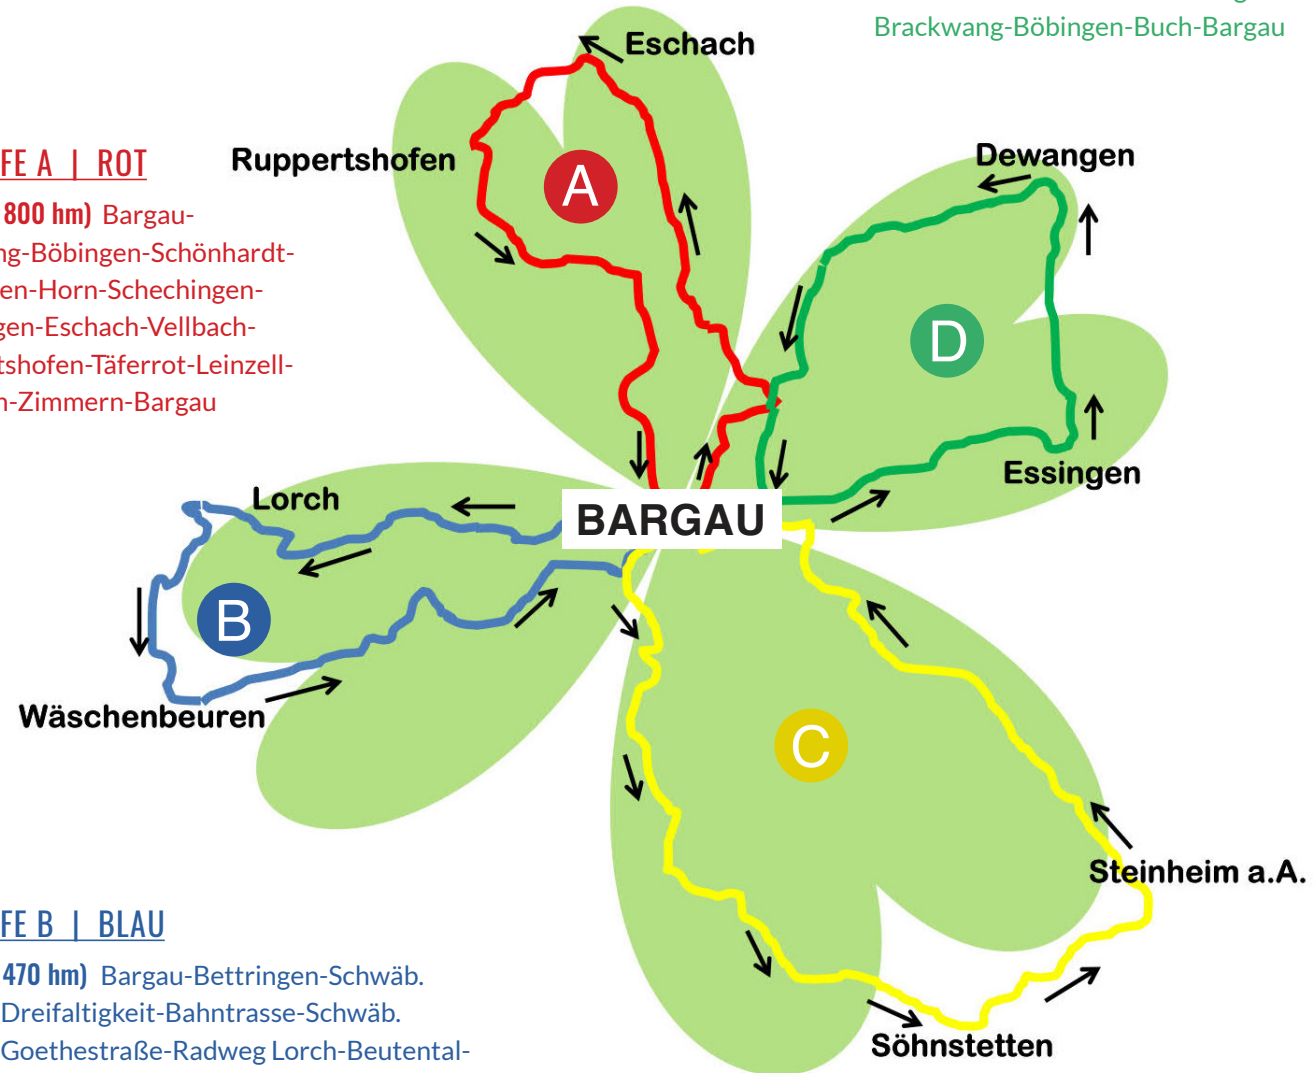 Brackwang-Böbingen-Buch-Bargau
Eschach
Ruppertshofen
Dewangen
FE A | ROT
800 hm) Bargau-
ng-Böbingen-Schönhardt-
en-Horn-Schechingen-
gen-Eschach-Vellbach-
tshofen-Täferrot-Leinzell-
n-Zimmern-Bargau
A
D
Essingen
Lorch
BARGAU
B
Wäschenbeuren
C
Steinheim a.A.
Söhnstetten
FE B | BLAU
470 hm) Bargau-Bettringen-Schwäb.
Dreifaltigkeit-Bahntrasse-Schwäb.
Goethestraße-Radweg Lorch-Beutental-